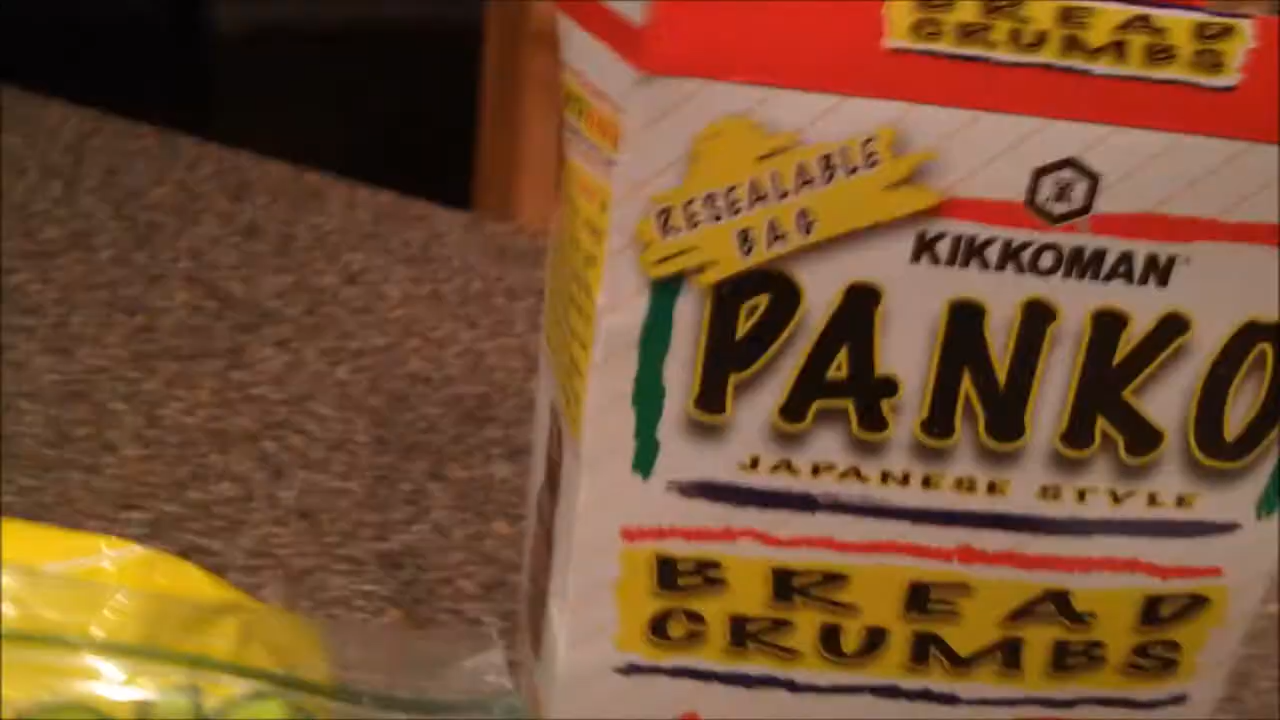 BREAD
CRUMBS
RESEALABLE
BAG
KIKKOMAN
PANKO
JAPANESE STYLE
BREAD
CRUMBS